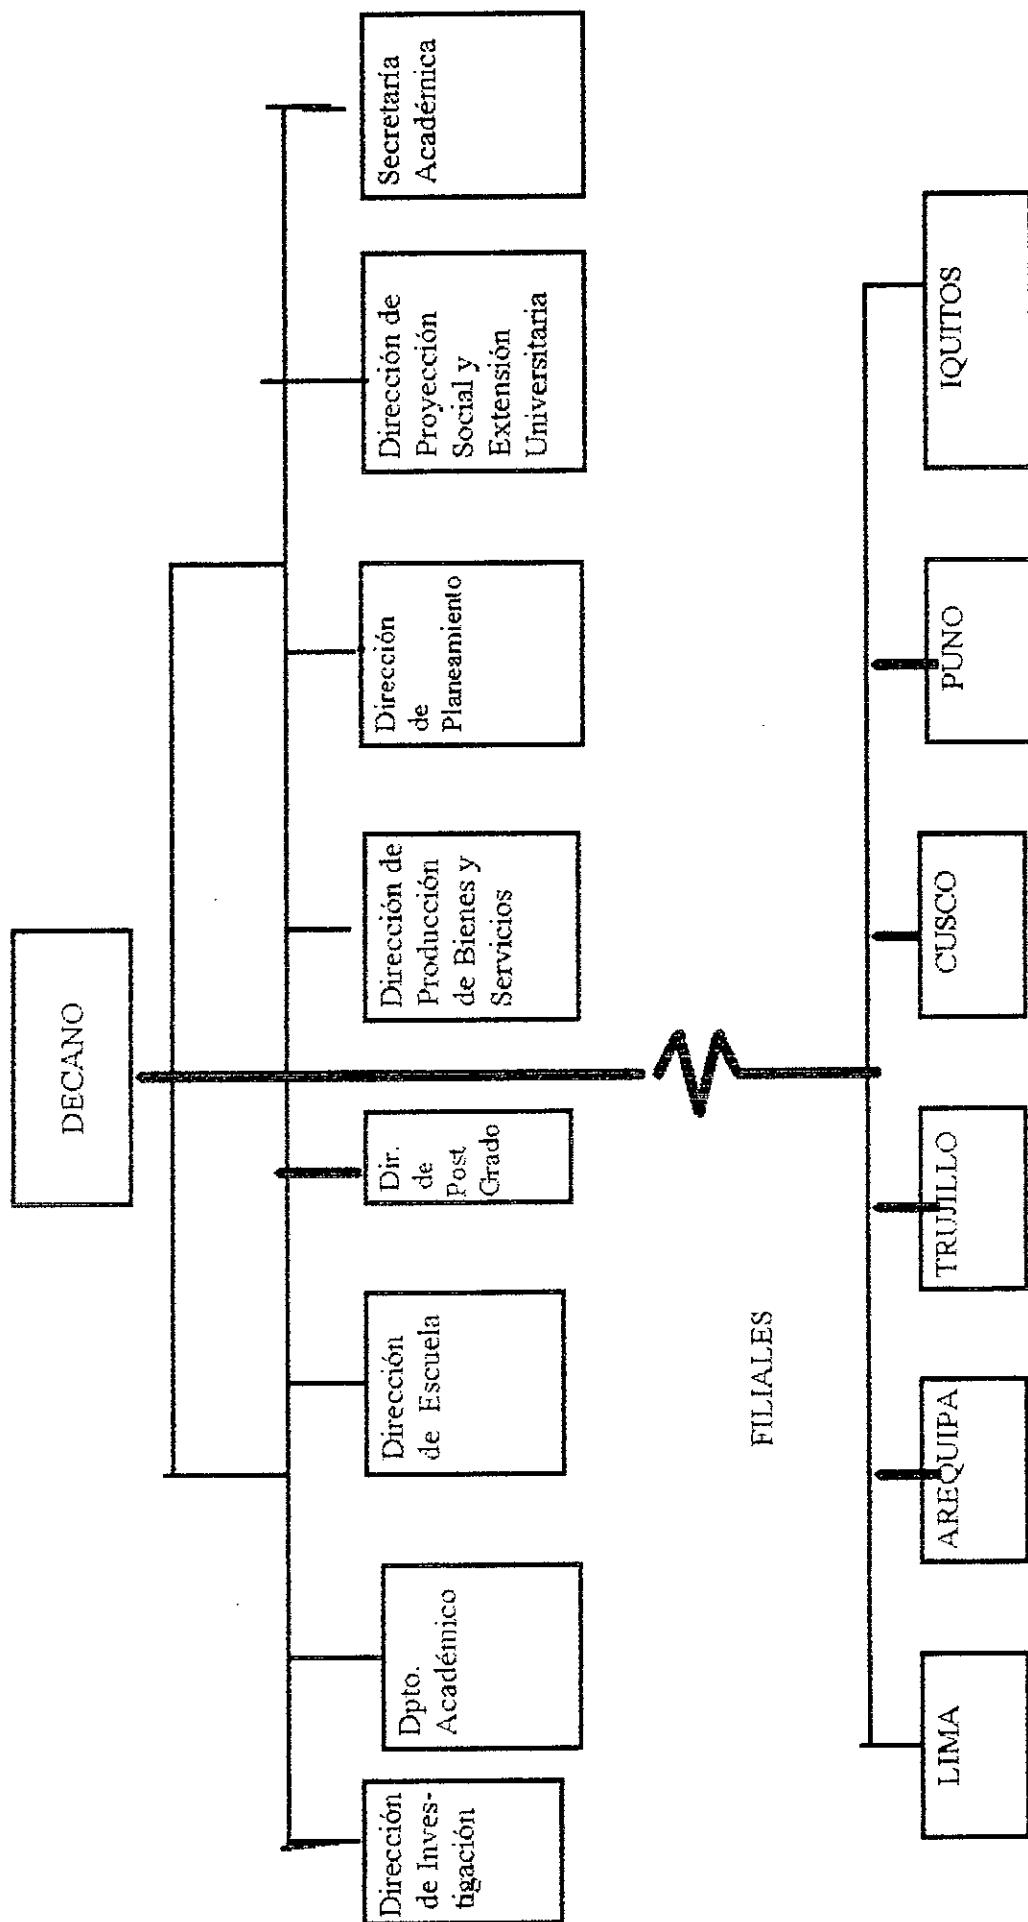 DECANO
Dirección
de Inves-
tigación
Dpto.
Académico
Dirección
de Escuela
Dir.
de
Post
Grado
Dirección de
Producción
de Bienes y
Servicios
Dirección
de
Planeamiento
Dirección de
Proyección
Social y
Extensión
Universitaria
Secretaría
Académica
FILIALES
LIMA
AREQUIPA
TRUJILLO
CUSCO
PUNO
IQUITOS